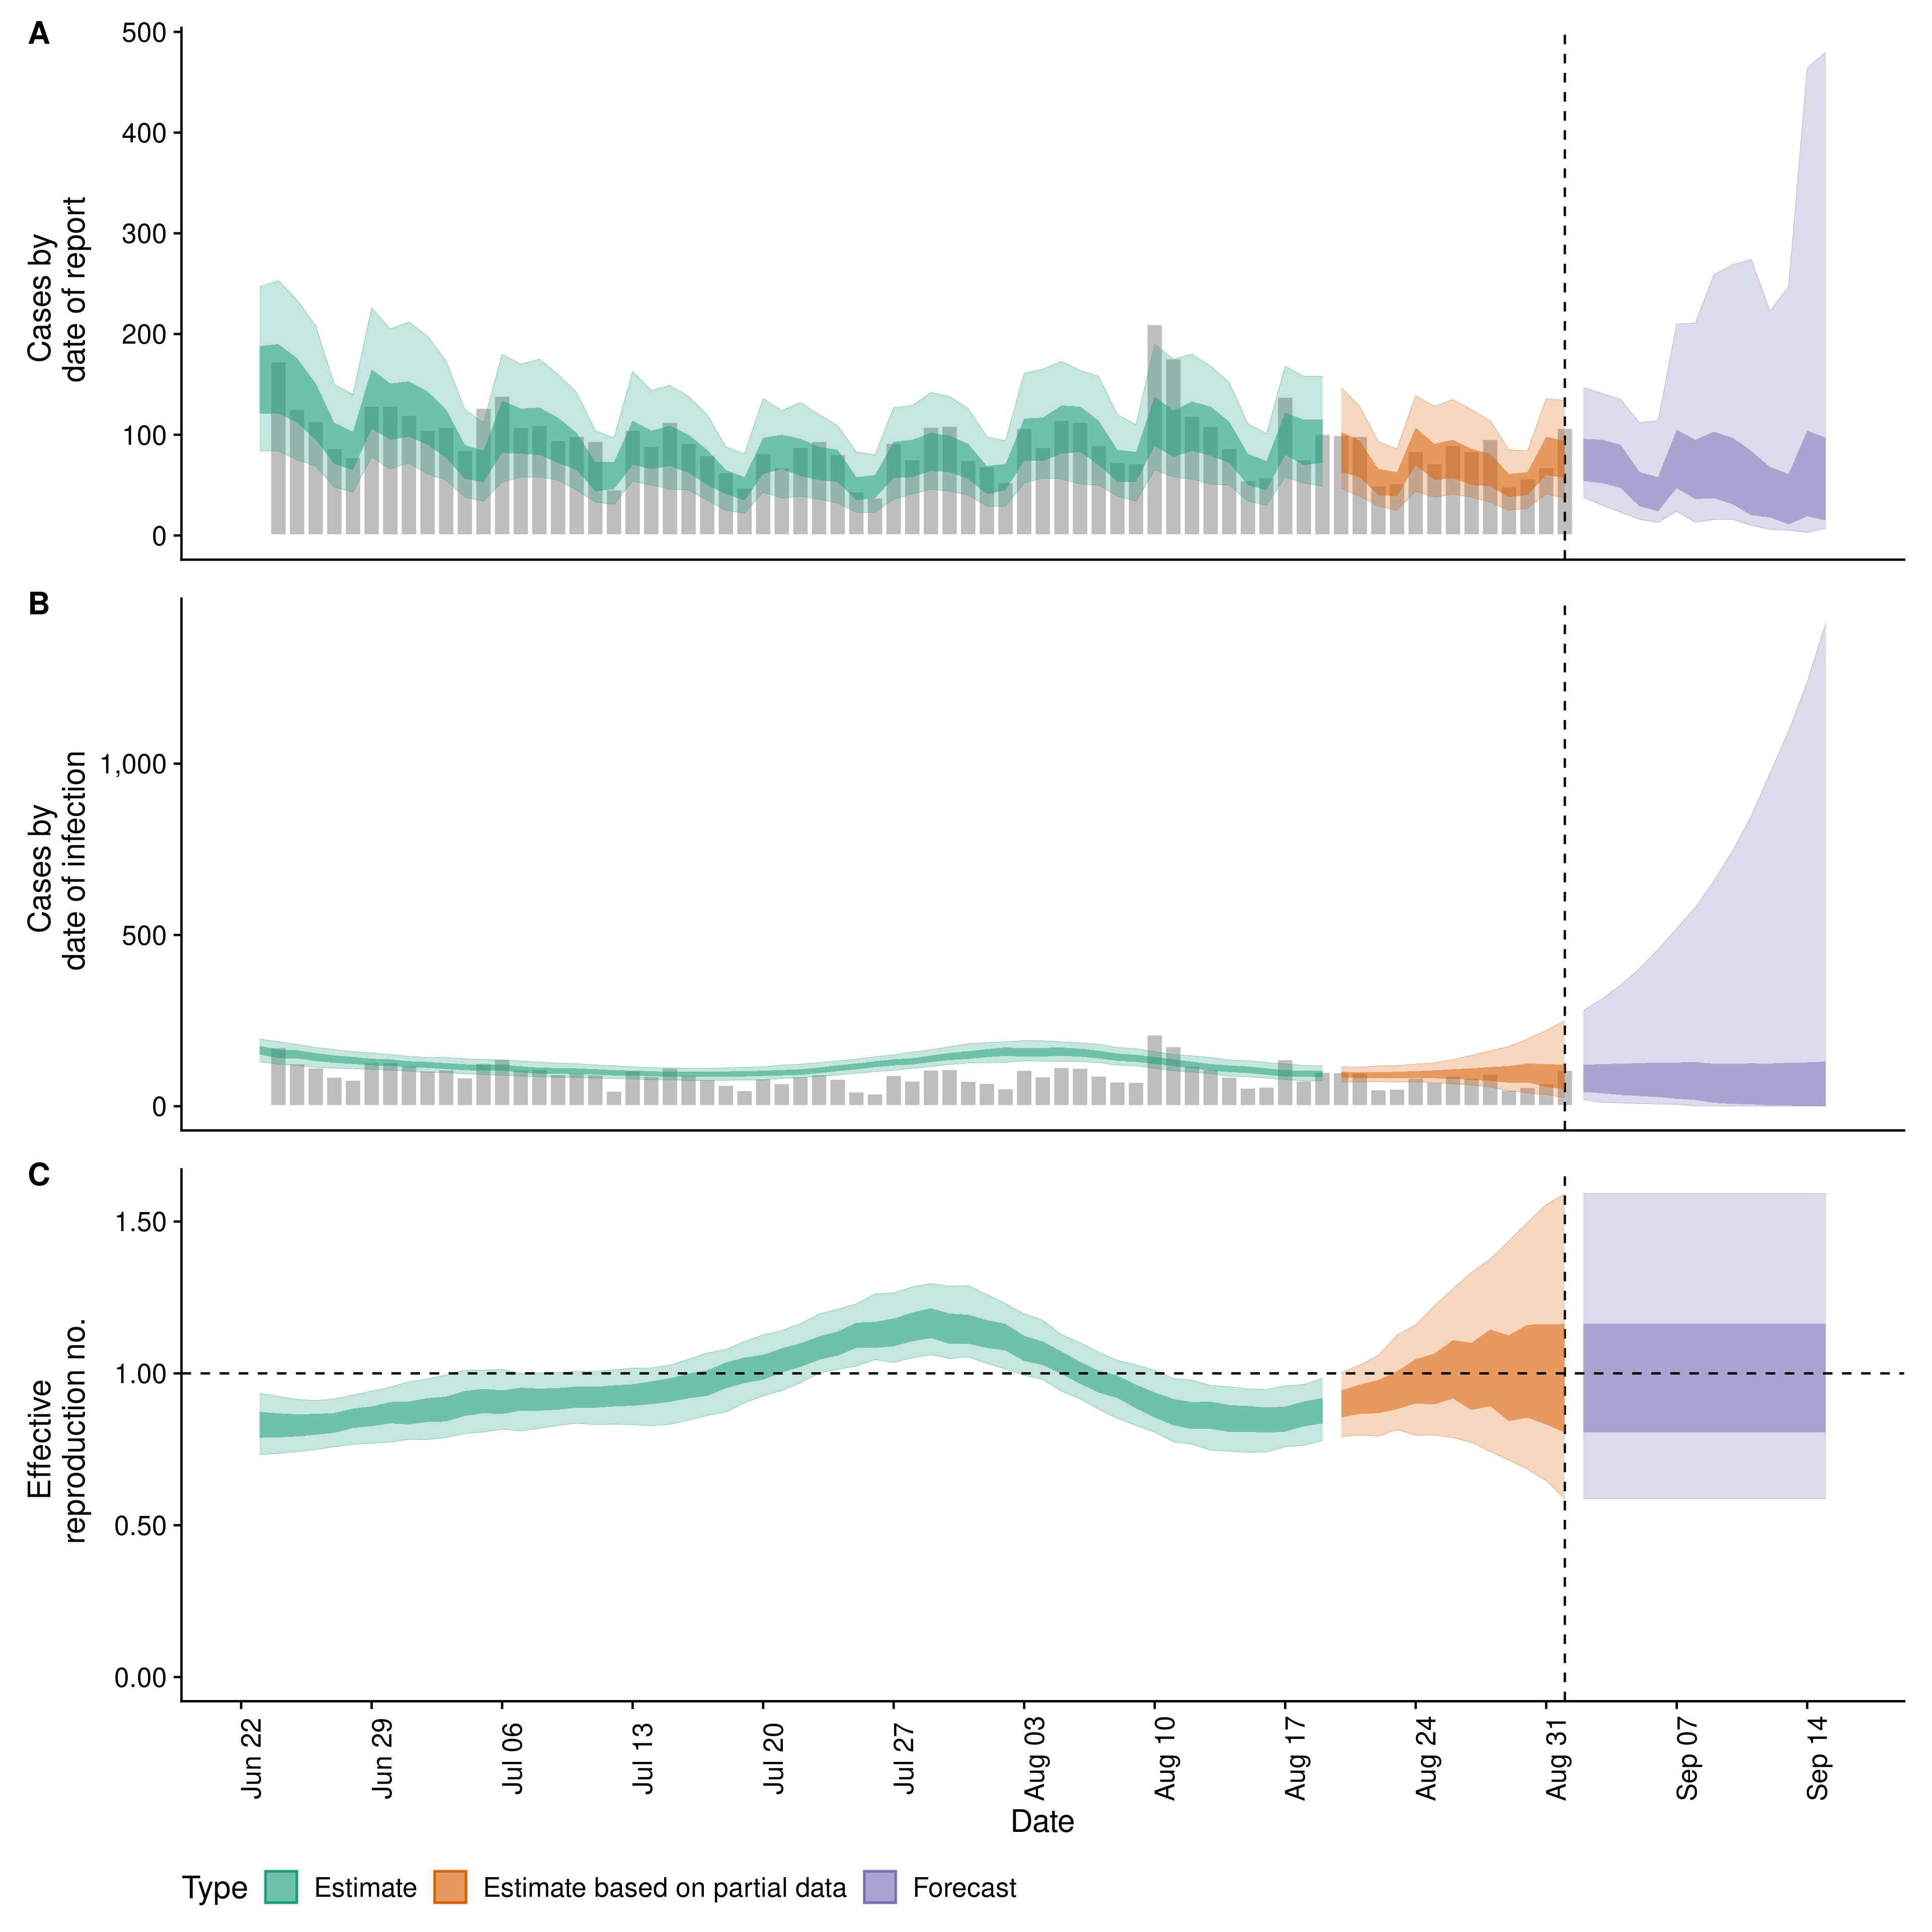 A
500
400
300
200
100
0
Cases by
date of report
B
1,000
500
0
Cases by
date of infection
C
1.50
1.00
0.50
0.00
Effective
reproduction no.
Jun 22
Jun 29
Jul 06
Jul 13
Jul 20
Jul 27
Aug 03
Aug 10
Aug 17
Aug 24
Aug 31
Sep 07
Sep 14
Date
Type Estimate Estimate based on partial data Forecast